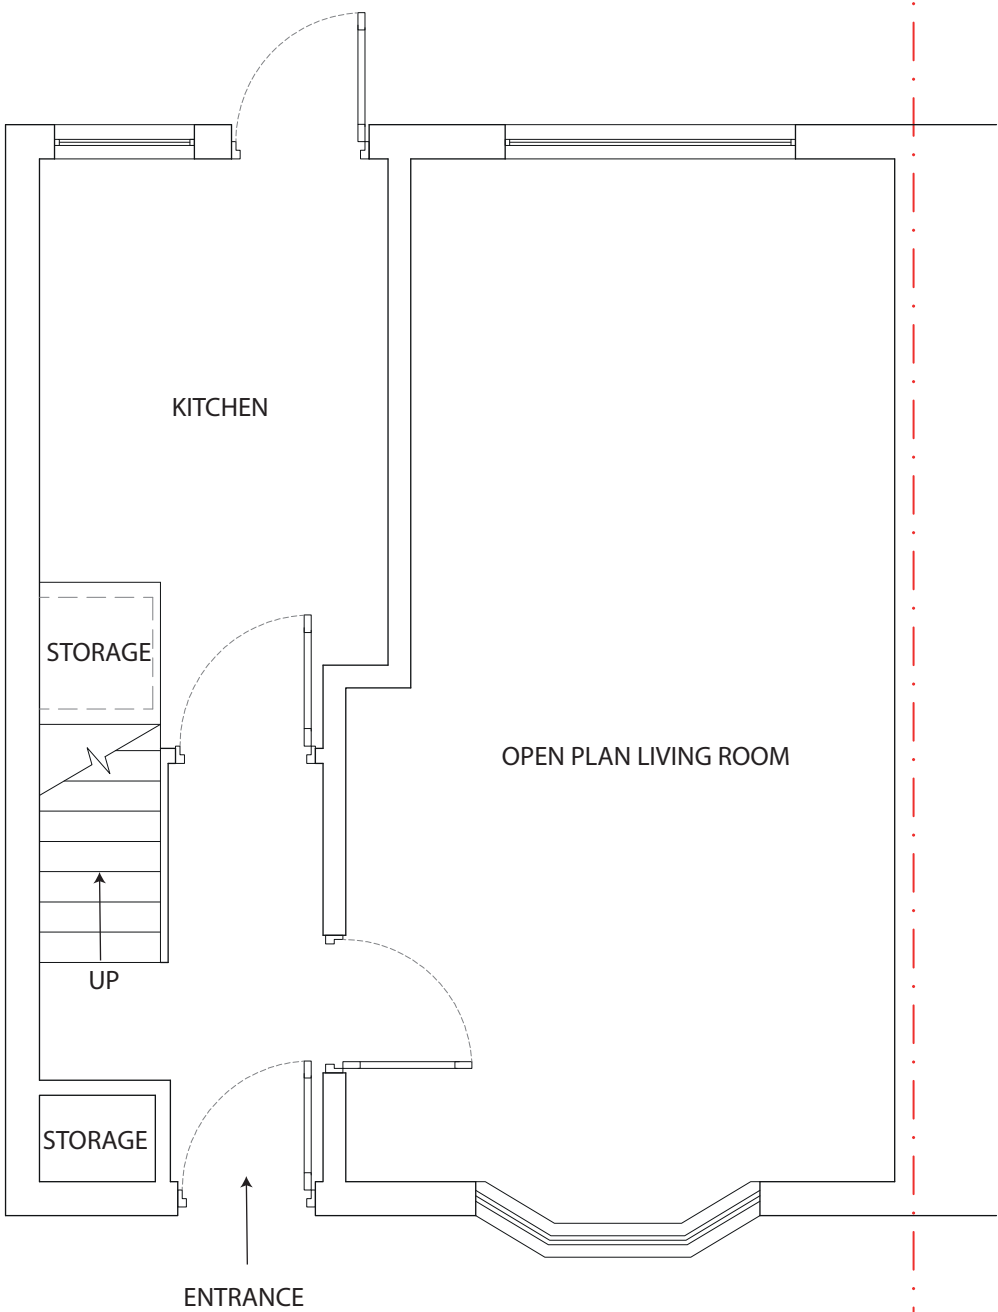 KITCHEN
STORAGE
OPEN PLAN LIVING ROOM
UP
STORAGE
ENTRANCE